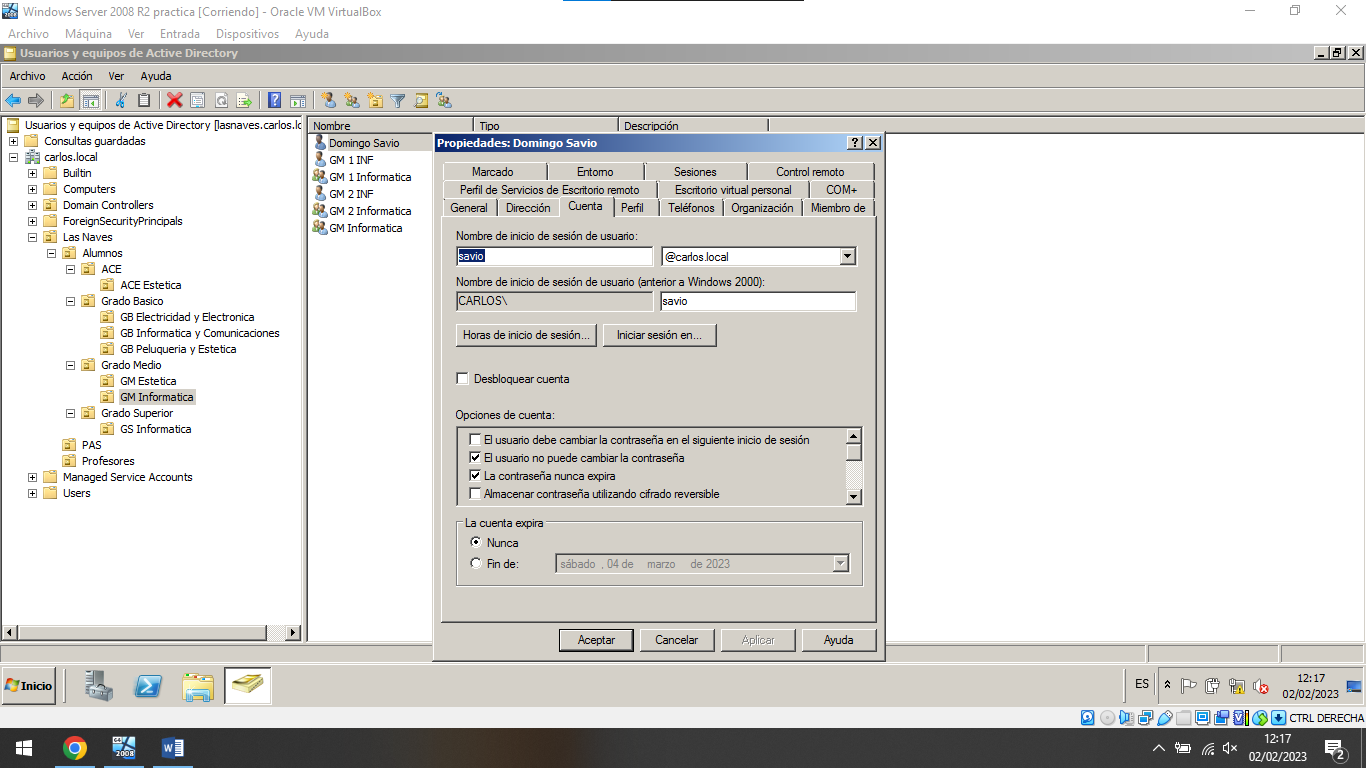 Windows Server 2008 R2 practica [Corriendo] - Oracle VM VirtualBox
Archivo Máquina Ver Entrada Dispositivos Ayuda
Usuarios y equipos de Active Directory
Archivo Acción Ver Ayuda
Usuarios y equipos de Active Directory [lasnaves.carlos.lc
Consultas guardadas
carlos.local
Builtin
Computers
Domain Controllers
ForeignSecurityPrincipals
Las Naves
Alumnos
ACE
ACE Estetica
Grado Basico
GB Electricidad y Electronica
GB Informatica y Comunicaciones
GB Peluqueria y Estetica
Grado Medio
GM Estetica
GM Informatica
Grado Superior
GS Informatica
PAS
Profesores
Managed Service Accounts
Users
Nombre Tipo Descripción
Domingo Savio
GM 1 INF
GM 1 Informatica
GM 2 INF
GM 2 Informatica
GM Informatica
Propiedades: Domingo Savio
Marcado Entorno Sesiones Control remoto
Perfil de Servicios de Escritorio remoto Escritorio virtual personal COM+
General Dirección Cuenta Perfil Teléfonos Organización Miembro de
Nombre de inicio de sesión de usuario:
savio @carlos.local
Nombre de inicio de sesión de usuario (anterior a Windows 2000):
CARLOS\ savio
Horas de inicio de sesión... Iniciar sesión en...
Desbloquear cuenta
Opciones de cuenta:
El usuario debe cambiar la contraseña en el siguiente inicio de sesión
El usuario no puede cambiar la contraseña
La contraseña nunca expira
Almacenar contraseña utilizando cifrado reversible
La cuenta expira
Nunca
Fin de: sábado , 04 de marzo de 2023
Aceptar Cancelar Aplicar Ayuda
Inicio ES 12:17
02/02/2023
CTRL DERECHA
2008 W 12:17
02/02/2023 2